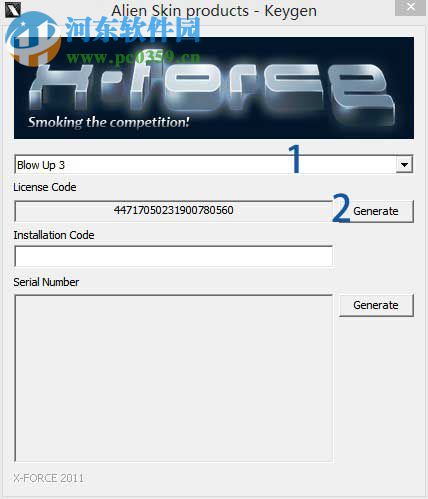 Alien Skin products - Keygen
河东软件园
www.pc0359.cn
X-Force
Smoking the competition!
1
Blow Up 3
License Code
44717050231900780560
2
Generate
Installation Code
Serial Number
Generate
X-FORCE 2011